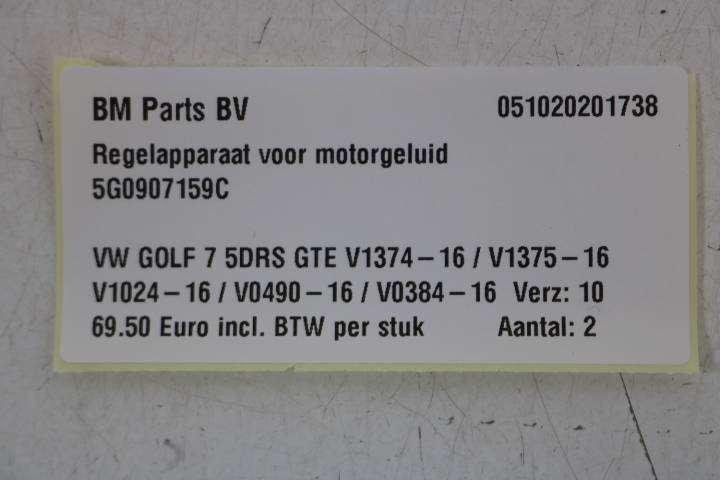 BM Parts BV 051020201738
Regelapparaat voor motorgeluid
5G0907159C
VW GOLF 7 5DRS GTE V1374-16 / V1375-16
V1024-16 / V0490-16 / V0384-16 Verz: 10
69.50 Euro incl. BTW per stuk Aantal: 2